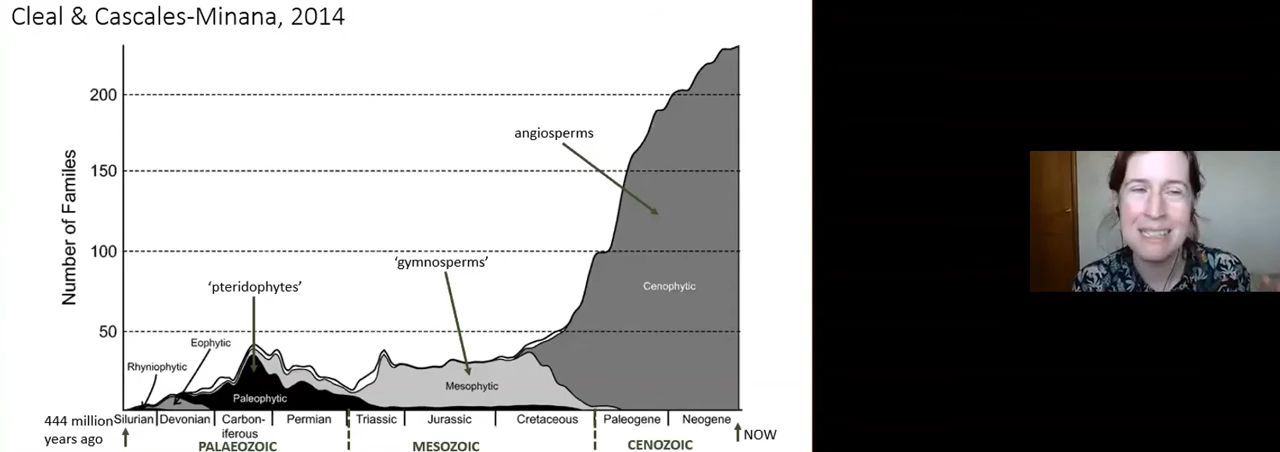 Cleal & Cascales-Minana, 2014
Number of Familes
200
150
100
50
angiosperms
'gymnosperms'
'pteridophytes'
Cenophytic
Eophytic
Rhyniophytic
Mesophytic
Paleophytic
444 million
years ago
Silurian
Devonian
Carbon-
iferous
Permian
Triassic
Jurassic
Cretaceous
Paleogene
Neogene
NOW
PALAEOZOIC
MESOZOIC
CENOZOIC